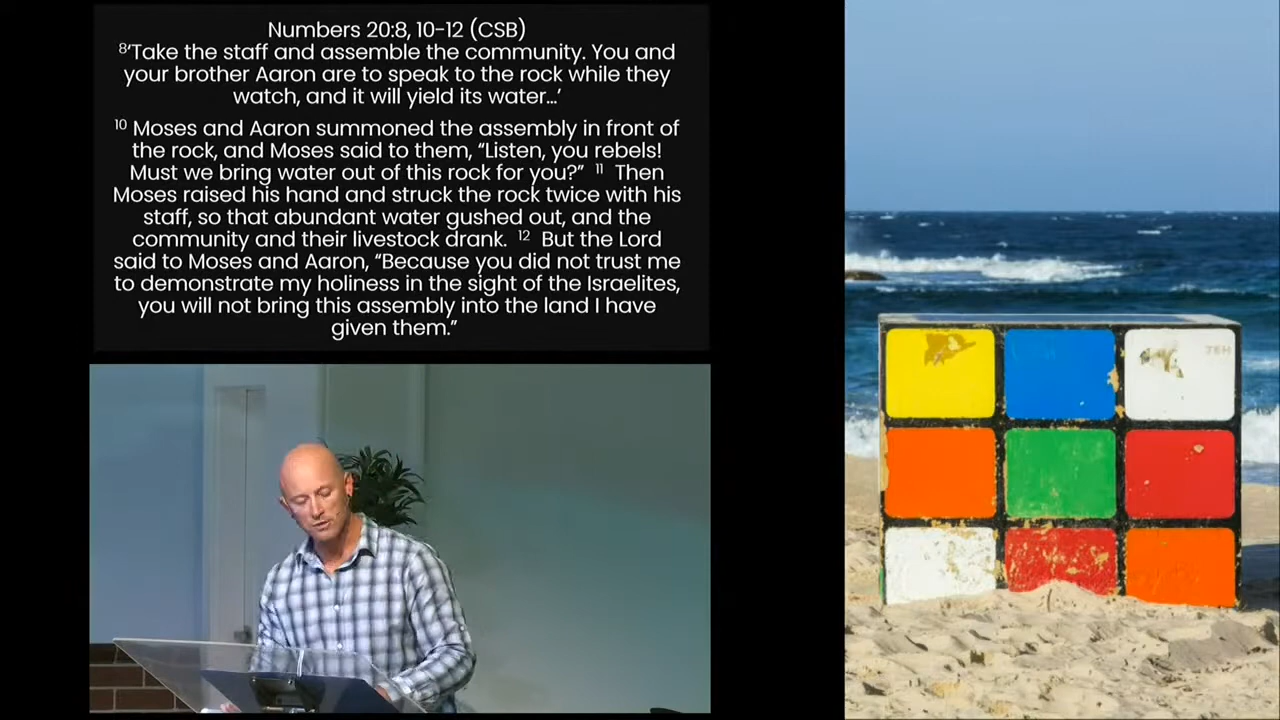 Numbers 20:8, 10-12 (CSB)
⁸'Take the staff and assemble the community. You and
your brother Aaron are to speak to the rock while they
watch, and it will yield its water...'
¹⁰ Moses and Aaron summoned the assembly in front of
the rock, and Moses said to them, “Listen, you rebels!
Must we bring water out of this rock for you?” ¹¹ Then
Moses raised his hand and struck the rock twice with his
staff, so that abundant water gushed out, and the
community and their livestock drank. ¹² But the Lord
said to Moses and Aaron, “Because you did not trust me
to demonstrate my holiness in the sight of the Israelites,
you will not bring this assembly into the land I have
given them.”